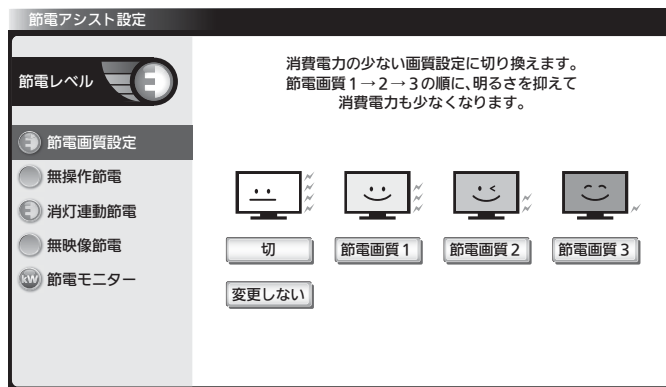 節電アシスト設定
節電レベル
E
節電画質設定
無操作節電
消灯連動節電
無映像節電
kW 節電モニター
消費電力の少ない画質設定に切り換えます。
節電画質1→2→3の順に、明るさを抑えて
消費電力も少なくなります。
切
節電画質1
節電画質2
節電画質3
変更しない